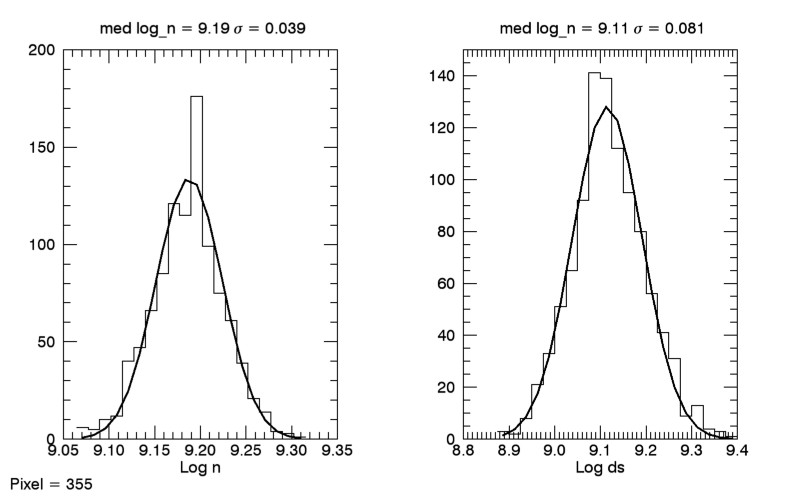 med log_n = 9.19 σ = 0.039
200
150
100
50
0
9.05 9.10 9.15 9.20 9.25 9.30 9.35
Log n
med log_n = 9.11 σ = 0.081
140
120
100
80
60
40
20
0
8.8 8.9 9.0 9.1 9.2 9.3 9.4
Log ds
Pixel = 355